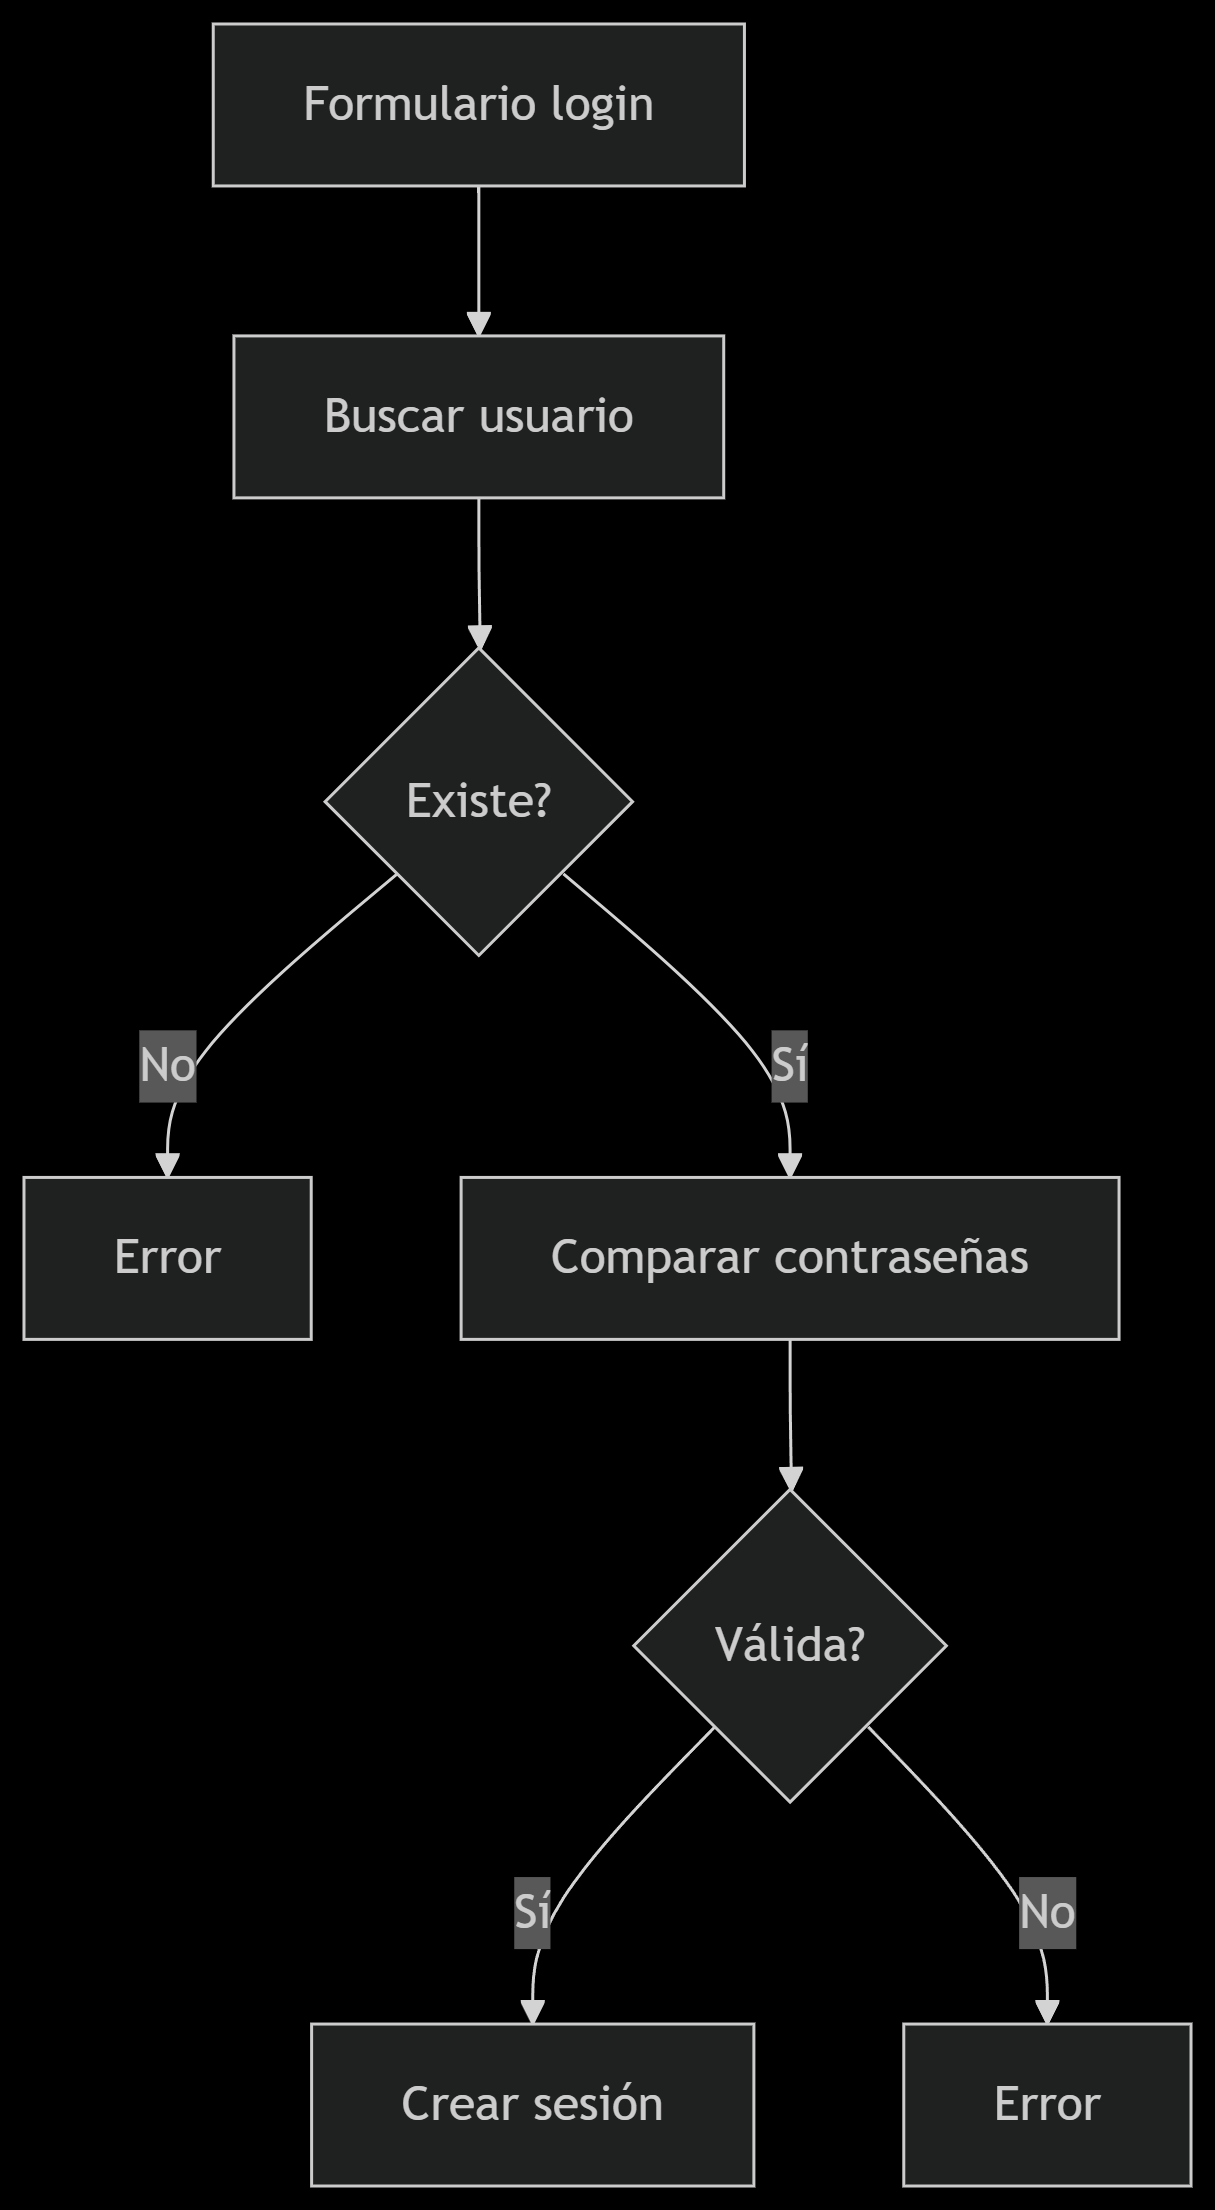 Formulario login
Buscar usuario
Existe?
No
Sí
Error
Comparar contraseñas
Válida?
Sí
No
Crear sesión
Error